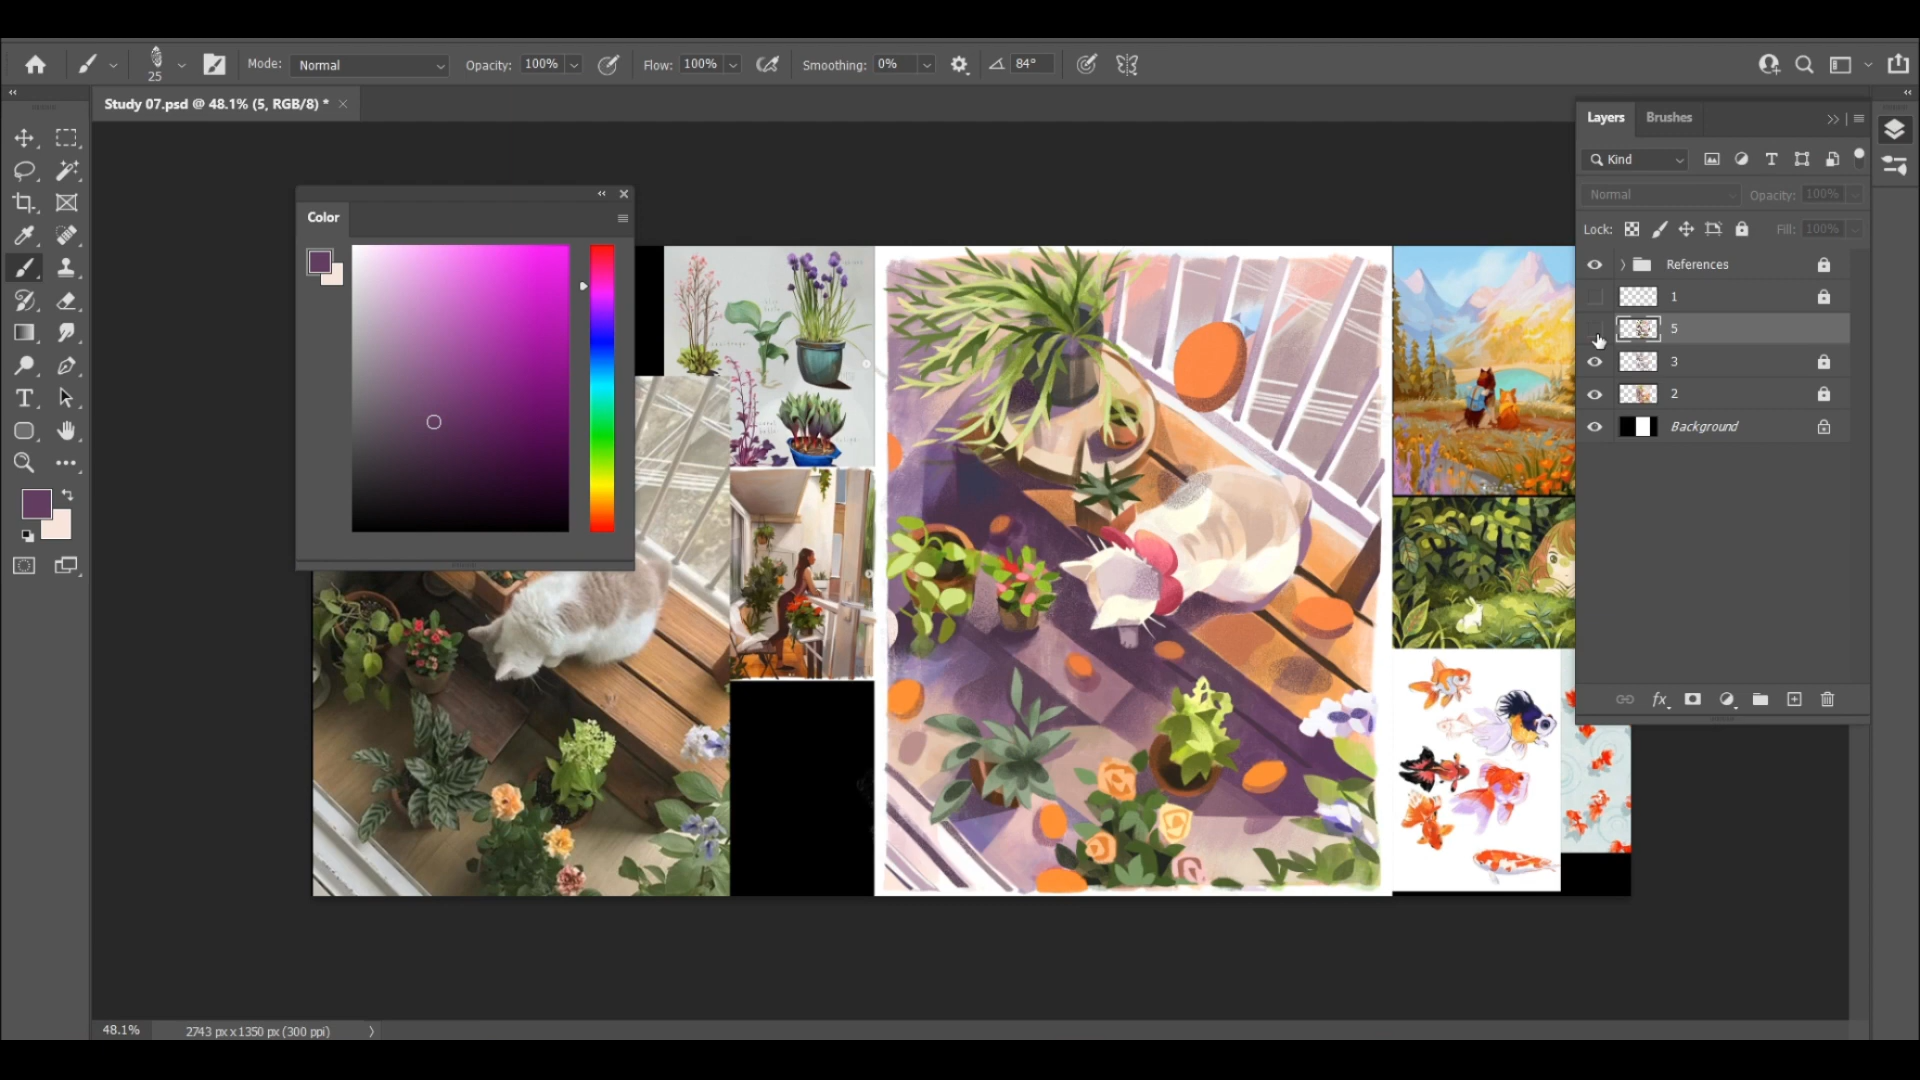 25
Mode: Normal
Opacity: 100%
Flow: 100%
Smoothing: 0%
84°
Study 07.psd @ 48.1% (5, RGB/8) *
Layers Brushes
Kind
Normal Opacity: 100%
Lock: Fill: 100%
References
1
5
3
2
Background
Color
48.1% 2743 px x 1350 px (300 ppi)